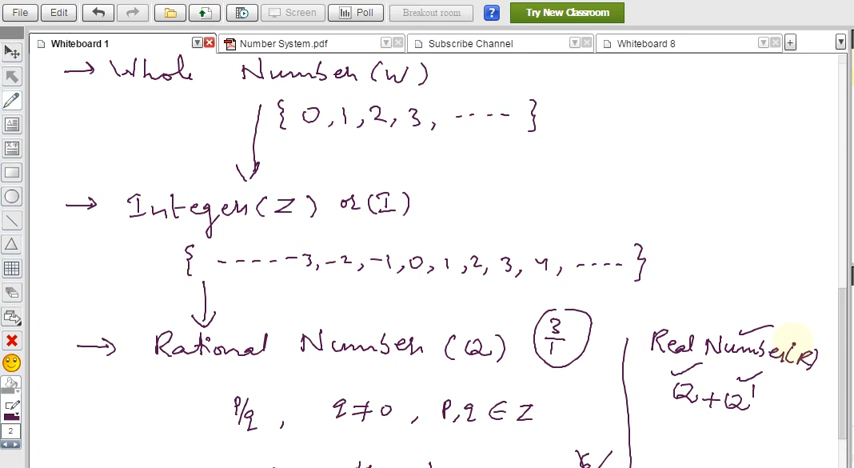 File Edit Screen Poll Breakout room ? Try New Classroom
Whiteboard 1 Number System.pdf Subscribe Channel Whiteboard 8
→ Whole Number (W)
{ 0, 1, 2, 3, ---- }
→ Integers (Z) or (I)
{ ----- -3, -2, -1, 0, 1, 2, 3, 4, ---- }
→ Rational Number (Q) 3/1
Real Number (R)
Q + Q'
P/q, q ≠ 0, P, q ∈ Z
2